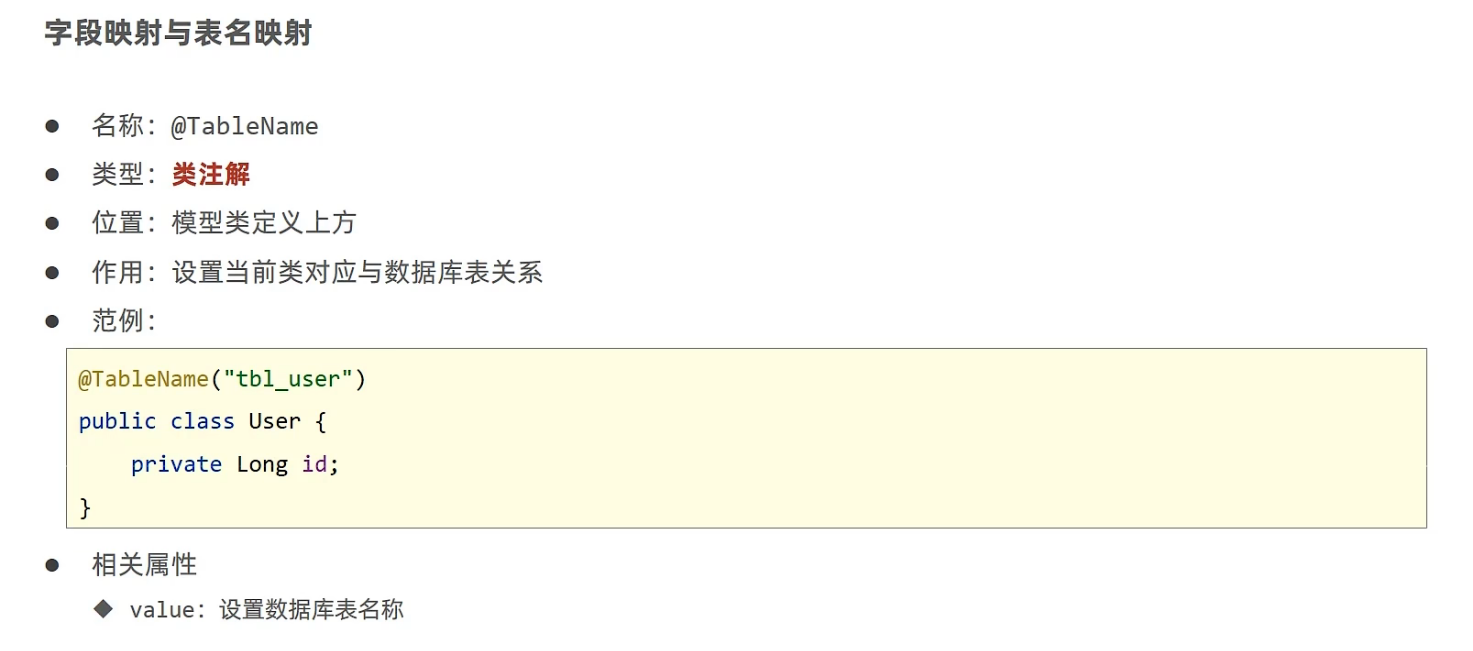 字段映射与表名映射
● 名称：@TableName
● 类型：类注解
● 位置：模型类定义上方
● 作用：设置当前类对应与数据库表关系
● 范例：
@TableName("tbl_user")
public class User {
    private Long id;
}
● 相关属性
◆ value：设置数据库表名称